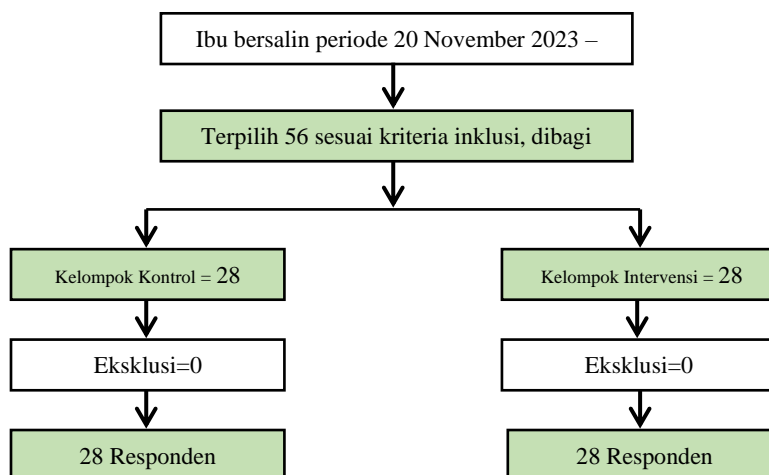 Ibu bersalin periode 20 November 2023 –
Terpilih 56 sesuai kriteria inklusi, dibagi
Kelompok Kontrol = 28
Kelompok Intervensi = 28
Eksklusi=0
Eksklusi=0
28 Responden
28 Responden